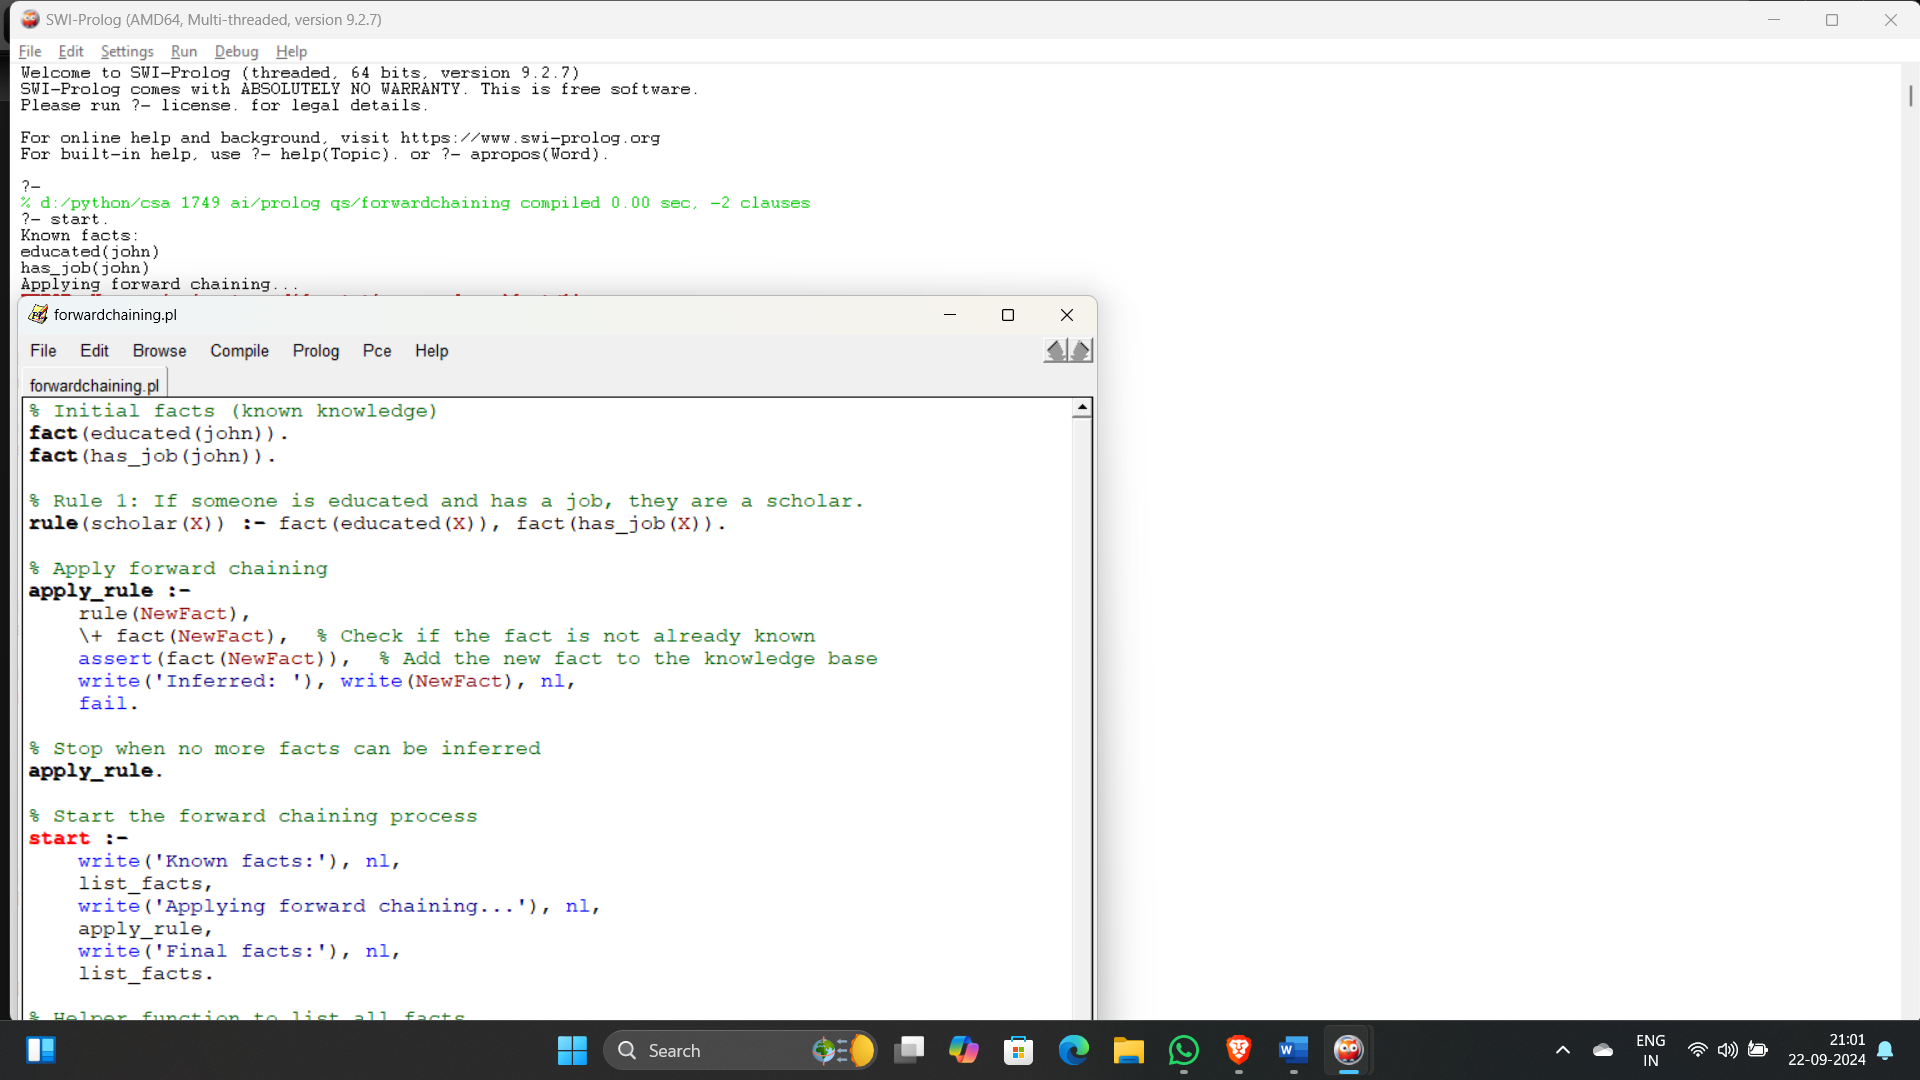 SWI-Prolog (AMD64, Multi-threaded, version 9.2.7)
File Edit Settings Run Debug Help
Welcome to SWI-Prolog (threaded, 64 bits, version 9.2.7)
SWI-Prolog comes with ABSOLUTELY NO WARRANTY. This is free software.
Please run ?- license. for legal details.
For online help and background, visit https://www.swi-prolog.org
For built-in help, use ?- help(Topic). or ?- apropos(Word).
?-
% d:/python/csa 1749 ai/prolog qs/forwardchaining compiled 0.00 sec, -2 clauses
?- start.
Known facts:
educated(john)
has_job(john)
Applying forward chaining...
forwardchaining.pl
File Edit Browse Compile Prolog Pce Help
forwardchaining.pl
% Initial facts (known knowledge)
fact(educated(john)).
fact(has_job(john)).
% Rule 1: If someone is educated and has a job, they are a scholar.
rule(scholar(X)) :- fact(educated(X)), fact(has_job(X)).
% Apply forward chaining
apply_rule :-
rule(NewFact),
\+ fact(NewFact), % Check if the fact is not already known
assert(fact(NewFact)), % Add the new fact to the knowledge base
write('Inferred: '), write(NewFact), nl,
fail.
% Stop when no more facts can be inferred
apply_rule.
% Start the forward chaining process
start :-
write('Known facts:'), nl,
list_facts,
write('Applying forward chaining...'), nl,
apply_rule,
write('Final facts:'), nl,
list_facts.
% Helper function to list all facts
Search
ENG
IN
21:01
22-09-2024